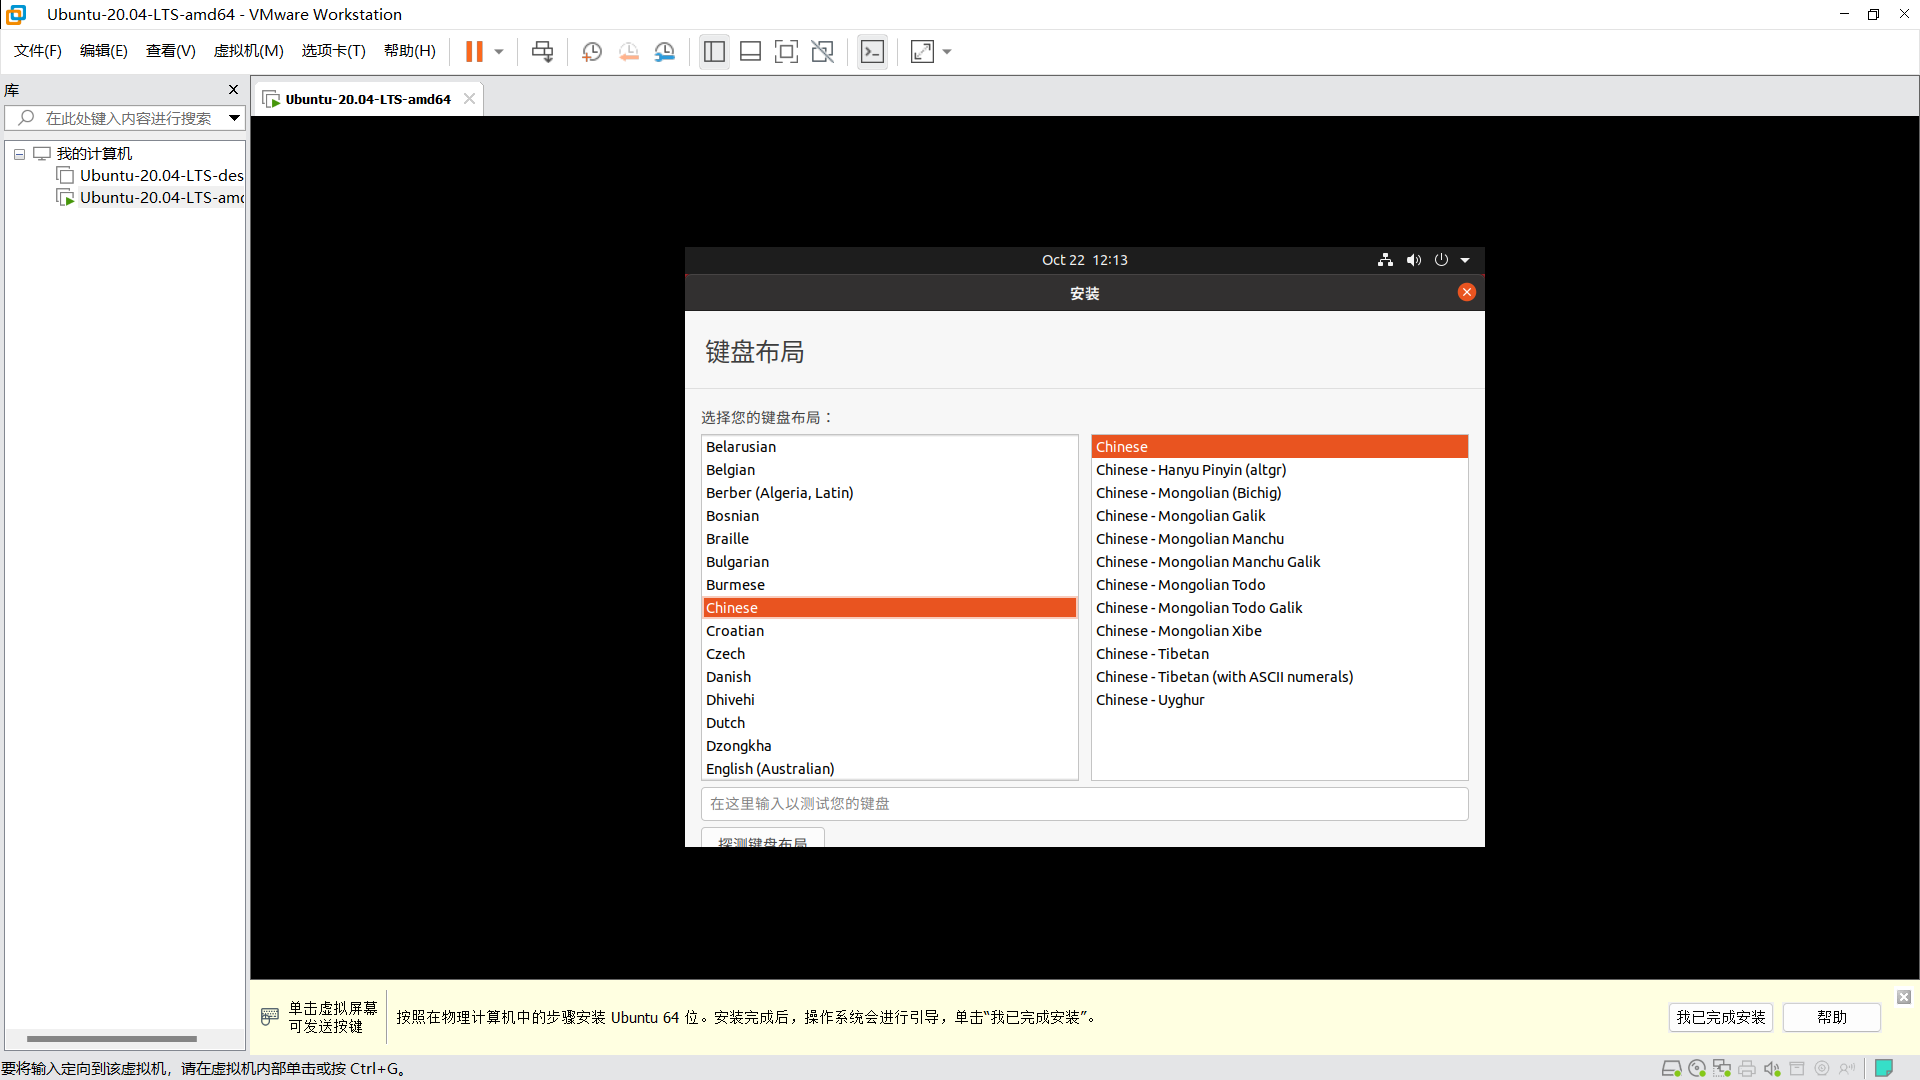 Ubuntu-20.04-LTS-amd64 - VMware Workstation
文件(F) 编辑(E) 查看(V) 虚拟机(M) 选项卡(T) 帮助(H)
库
Ubuntu-20.04-LTS-amd64
在此处键入内容进行搜索
我的计算机
Ubuntu-20.04-LTS-des
Ubuntu-20.04-LTS-amd
Oct 22 12:13
安装
键盘布局
选择您的键盘布局：
Belarusian
Belgian
Berber (Algeria, Latin)
Bosnian
Braille
Bulgarian
Burmese
Chinese
Croatian
Czech
Danish
Dhivehi
Dutch
Dzongkha
English (Australian)
Chinese
Chinese - Hanyu Pinyin (altgr)
Chinese - Mongolian (Bichig)
Chinese - Mongolian Galik
Chinese - Mongolian Manchu
Chinese - Mongolian Manchu Galik
Chinese - Mongolian Todo
Chinese - Mongolian Todo Galik
Chinese - Mongolian Xibe
Chinese - Tibetan
Chinese - Tibetan (with ASCII numerals)
Chinese - Uyghur
在这里输入以测试您的键盘
探测键盘布局
单击虚拟屏幕
可发送按键
按照在物理计算机中的步骤安装 Ubuntu 64 位。安装完成后，操作系统会进行引导，单击“我已完成安装”。
我已完成安装
帮助
要将输入定向到该虚拟机，请在虚拟机内部单击或按 Ctrl+G。